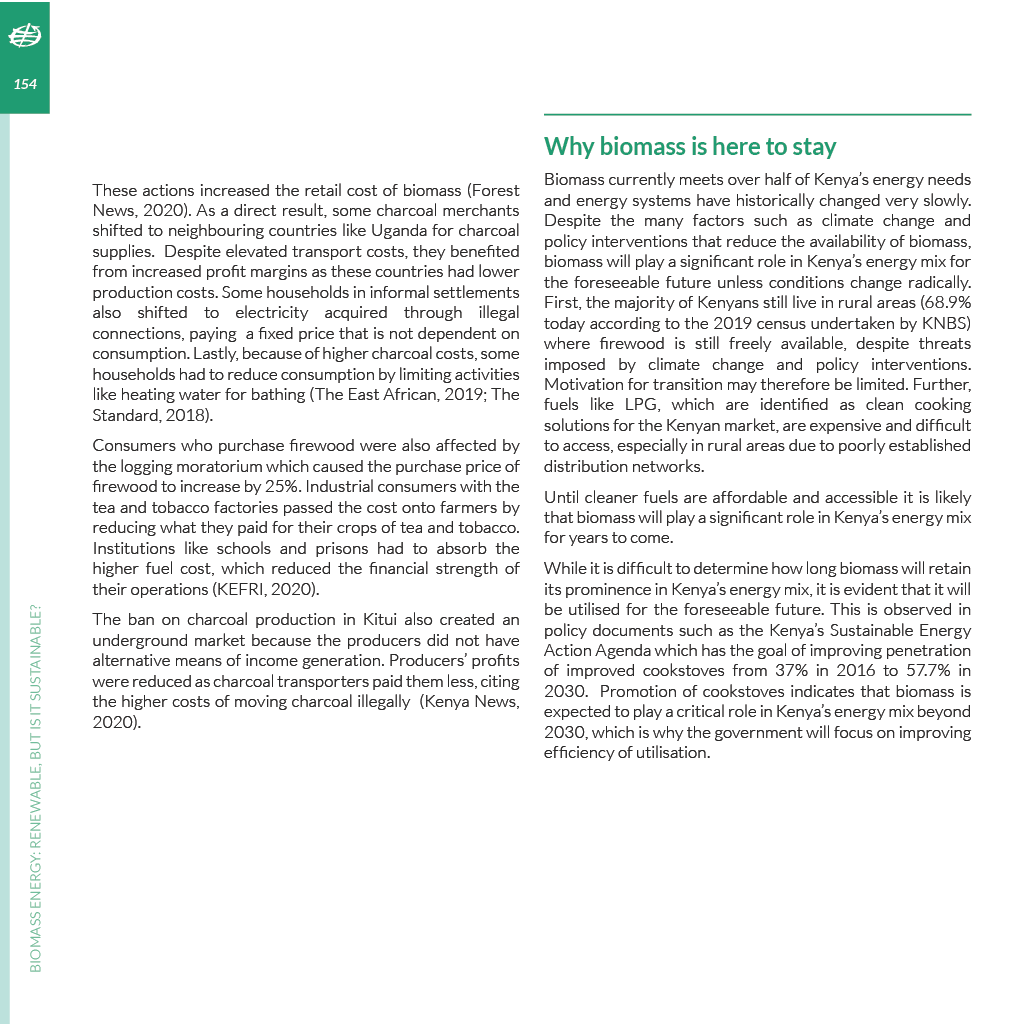 154
These actions increased the retail cost of biomass (Forest
News, 2020). As a direct result, some charcoal merchants
shifted to neighbouring countries like Uganda for charcoal
supplies. Despite elevated transport costs, they benefited
from increased profit margins as these countries had lower
production costs. Some households in informal settlements
also shifted to electricity acquired through illegal
connections, paying a fixed price that is not dependent on
consumption. Lastly, because of higher charcoal costs, some
households had to reduce consumption by limiting activities
like heating water for bathing (The East African, 2019; The
Standard, 2018).
Consumers who purchase firewood were also affected by
the logging moratorium which caused the purchase price of
firewood to increase by 25%. Industrial consumers with the
tea and tobacco factories passed the cost onto farmers by
reducing what they paid for their crops of tea and tobacco.
Institutions like schools and prisons had to absorb the
higher fuel cost, which reduced the financial strength of
their operations (KEFRI, 2020).
The ban on charcoal production in Kitui also created an
underground market because the producers did not have
alternative means of income generation. Producers' profits
were reduced as charcoal transporters paid them less, citing
the higher costs of moving charcoal illegally (Kenya News,
2020).
Why biomass is here to stay
Biomass currently meets over half of Kenya's energy needs
and energy systems have historically changed very slowly.
Despite the many factors such as climate change and
policy interventions that reduce the availability of biomass,
biomass will play a significant role in Kenya's energy mix for
the foreseeable future unless conditions change radically.
First, the majority of Kenyans still live in rural areas (68.9%
today according to the 2019 census undertaken by KNBS)
where firewood is still freely available, despite threats
imposed by climate change and policy interventions.
Motivation for transition may therefore be limited. Further,
fuels like LPG, which are identified as clean cooking
solutions for the Kenyan market, are expensive and difficult
to access, especially in rural areas due to poorly established
distribution networks.
Until cleaner fuels are affordable and accessible it is likely
that biomass will play a significant role in Kenya's energy mix
for years to come.
While it is difficult to determine how long biomass will retain
its prominence in Kenya's energy mix, it is evident that it will
be utilised for the foreseeable future. This is observed in
policy documents such as the Kenya's Sustainable Energy
Action Agenda which has the goal of improving penetration
of improved cookstoves from 37% in 2016 to 57.7% in
2030. Promotion of cookstoves indicates that biomass is
expected to play a critical role in Kenya's energy mix beyond
2030, which is why the government will focus on improving
efficiency of utilisation.
BIOMASS ENERGY: RENEWABLE, BUT IS IT SUSTAINABLE?